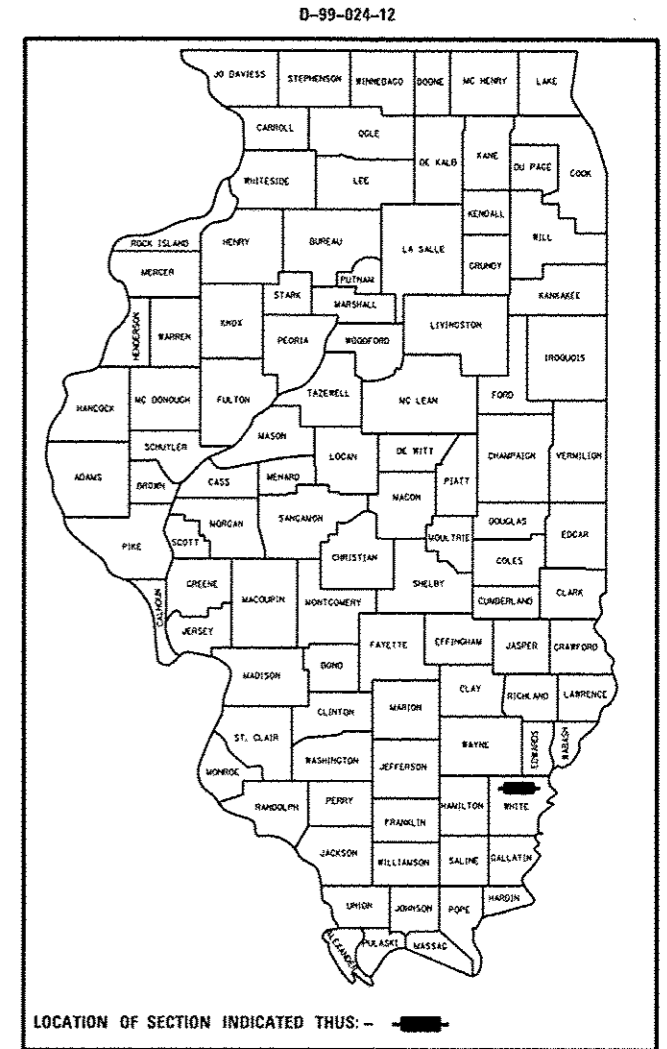 D-99-024-12
JO DAVIESS STEPHENSON WINNEBAGO BOONE MC HENRY LAKE
CARROLL OGLE DE KALB KANE DU PAGE COOK
WHITESIDE LEE
KENDALL WILL
ROCK ISLAND HENRY BUREAU LA SALLE GRUNDY
MERCER PUTNAM KANKAKEE
STARK MARSHALL
HENDERSON WARREN KNOX PEORIA WOODFORD LIVINGSTON IROQUOIS
HANCOCK MC DONOUGH FULTON TAZEWELL MC LEAN FORD
MASON
SCHUYLER LOGAN DE WITT CHAMPAIGN VERMILION
ADAMS BROWN CASS MENARD PIATT
MACON
MORGAN SANGAMON DOUGLAS
PIKE SCOTT CHRISTIAN MOULTRIE COLES EDGAR
GREENE SHELBY
CALHOUN MACOUPIN MONTGOMERY CUMBERLAND CLARK
JERSEY FAYETTE EFFINGHAM JASPER CRAWFORD
MADISON BOND
CLAY RICHLAND LAWRENCE
CLINTON MARION
ST. CLAIR WAYNE EDWARDS WABASH
WASHINGTON JEFFERSON
MONROE
RANDOLPH PERRY HAMILTON WHITE
FRANKLIN
JACKSON WILLIAMSON SALINE GALLATIN
UNION JOHNSON POPE HARDIN
ALEXANDER PULASKI MASSAC
LOCATION OF SECTION INDICATED THUS: -